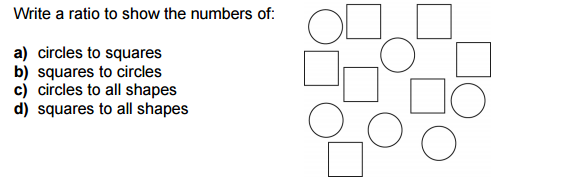 Write a ratio to show the numbers of:
a) circles to squares
b) squares to circles
c) circles to all shapes
d) squares to all shapes